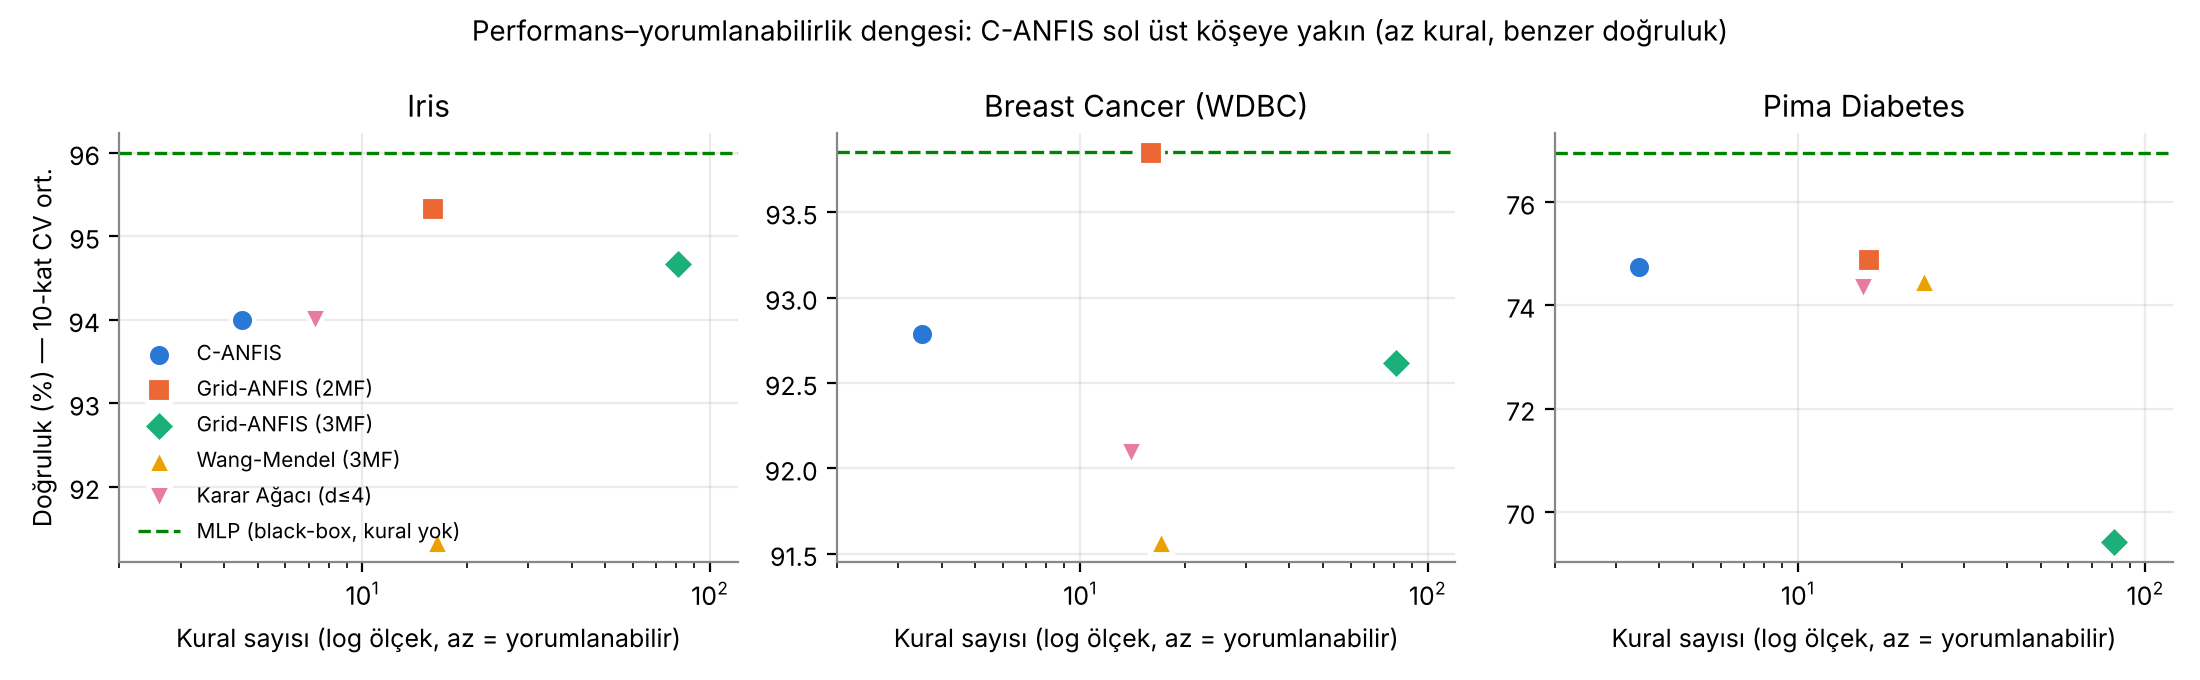 Performans–yorumlanabilirlik dengesi: C-ANFIS sol üst köşeye yakın (az kural, benzer doğruluk)
Iris
Doğruluk (%) — 10-kat CV ort.
96
95
94
93
92
C-ANFIS
Grid-ANFIS (2MF)
Grid-ANFIS (3MF)
Wang-Mendel (3MF)
Karar Ağacı (d≤4)
MLP (black-box, kural yok)
10¹ 10²
Kural sayısı (log ölçek, az = yorumlanabilir)
Breast Cancer (WDBC)
93.5
93.0
92.5
92.0
91.5
10¹ 10²
Kural sayısı (log ölçek, az = yorumlanabilir)
Pima Diabetes
76
74
72
70
10¹ 10²
Kural sayısı (log ölçek, az = yorumlanabilir)